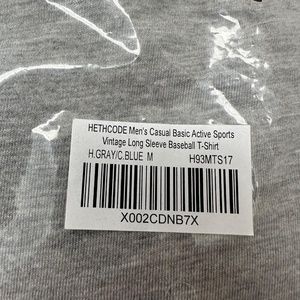 HETHCODE Men's Casual Basic Active Sports
Vintage Long Sleeve Baseball T-Shirt
H.GRAY/C.BLUE M H93MTS17
X002CDNB7X